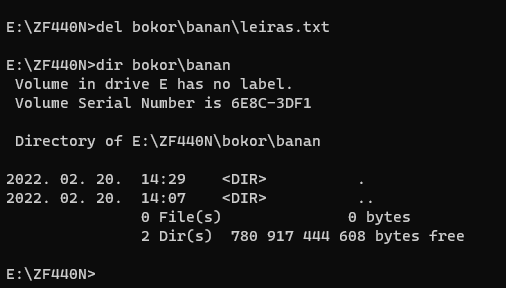 E:\ZF440N>del bokor\banan\leiras.txt
E:\ZF440N>dir bokor\banan
 Volume in drive E has no label.
 Volume Serial Number is 6E8C-3DF1
 Directory of E:\ZF440N\bokor\banan
2022. 02. 20.  14:29    <DIR>          .
2022. 02. 20.  14:07    <DIR>          ..
               0 File(s)              0 bytes
               2 Dir(s)  780 917 444 608 bytes free
E:\ZF440N>